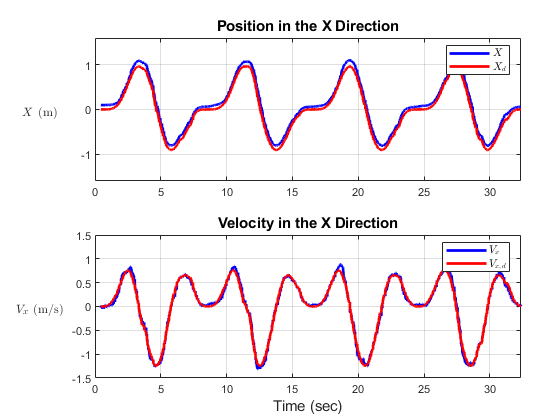 Position in the X Direction
X (m)
1
0
-1
X
X_d
0 5 10 15 20 25 30
Velocity in the X Direction
V_x (m/s)
1.5
1
0.5
0
-0.5
-1
-1.5
V_x
V_{x,d}
0 5 10 15 20 25 30
Time (sec)